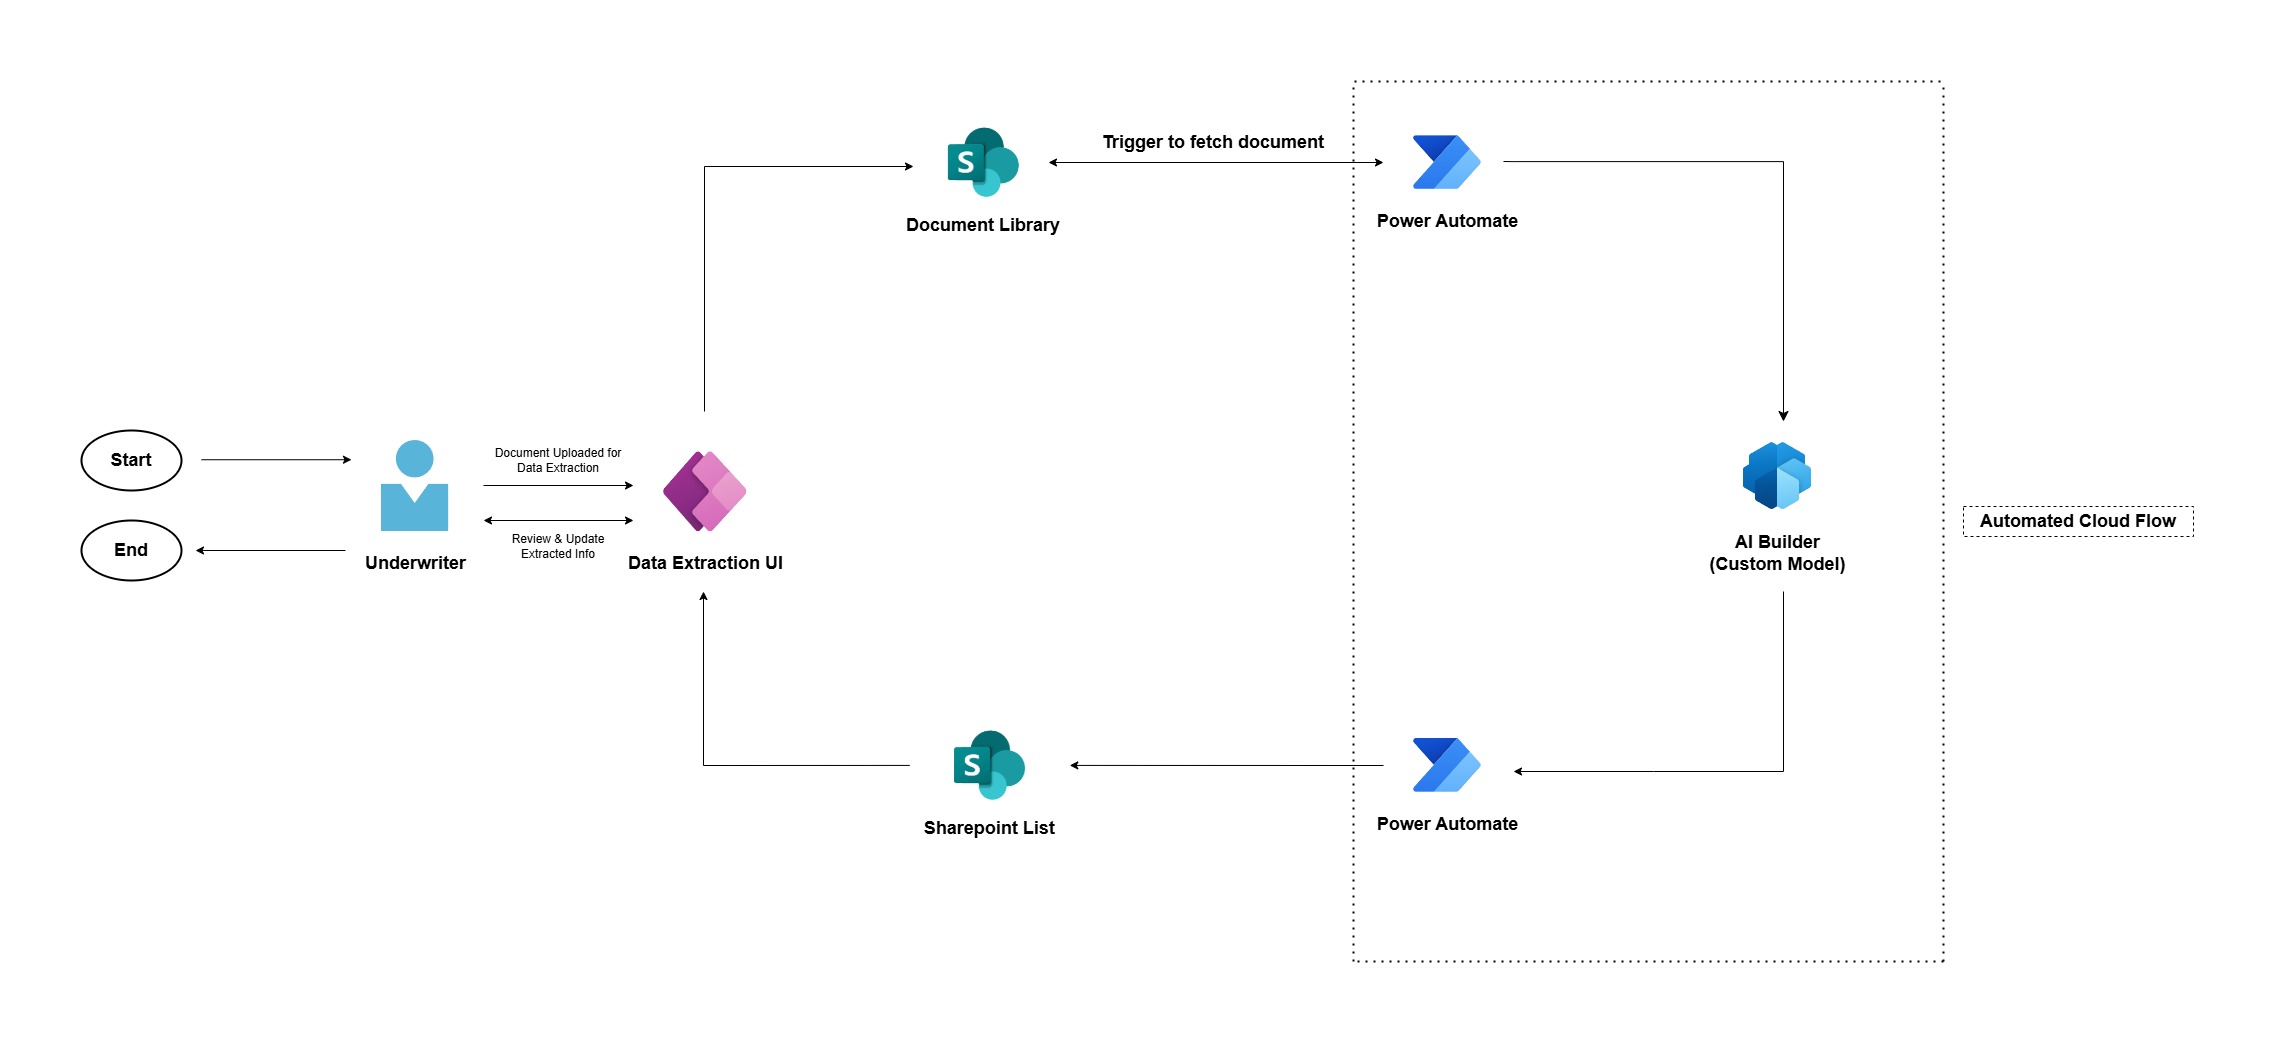 Trigger to fetch document
S
Document Library
Power Automate
Start
Document Uploaded for
Data Extraction
End
Review & Update
Extracted Info
Underwriter
Data Extraction UI
AI Builder
(Custom Model)
Automated Cloud Flow
S
Sharepoint List
Power Automate